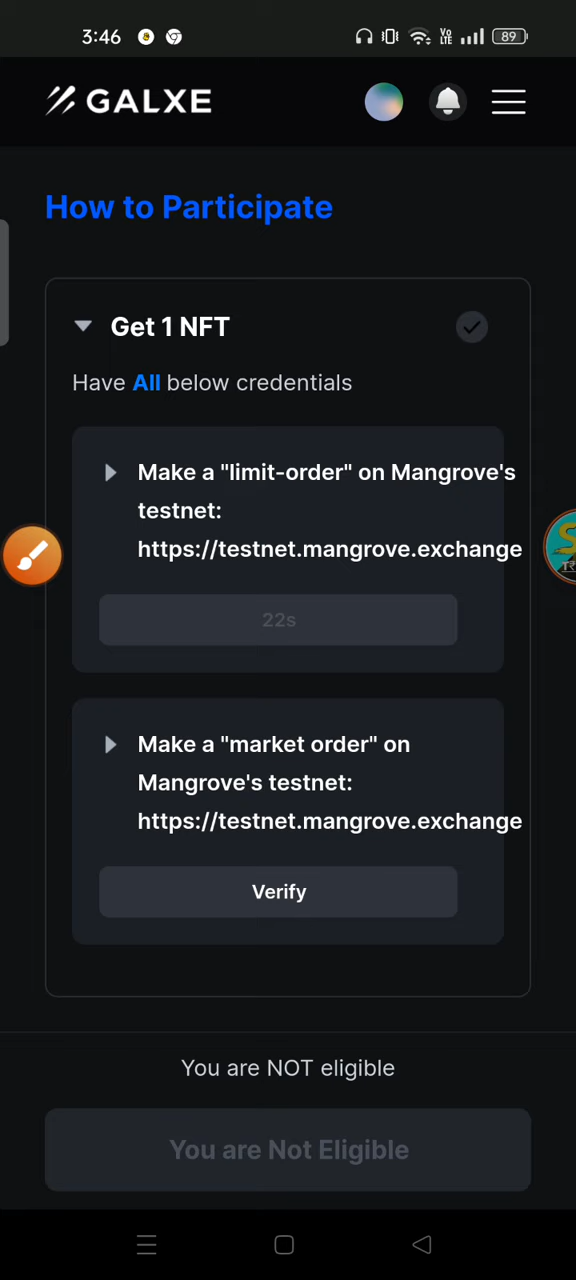 3:46
Vo LTE
89
GALXE
How to Participate
Get 1 NFT
Have All below credentials
Make a "limit-order" on Mangrove's
testnet:
https://testnet.mangrove.exchange
22s
Make a "market order" on
Mangrove's testnet:
https://testnet.mangrove.exchange
Verify
You are NOT eligible
You are Not Eligible